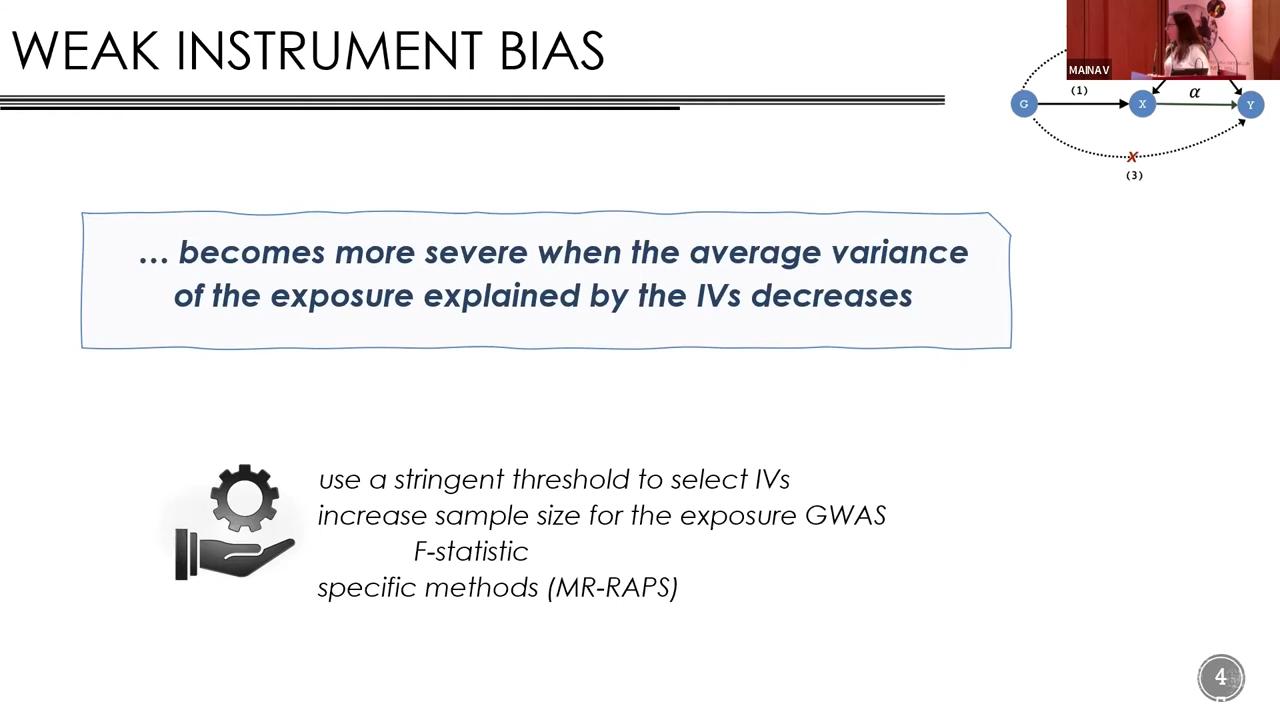 WEAK INSTRUMENT BIAS
MAINAV
(1)
α
G
X
Y
X
(3)
... becomes more severe when the average variance
of the exposure explained by the IVs decreases
use a stringent threshold to select IVs
increase sample size for the exposure GWAS
F-statistic
specific methods (MR-RAPS)
4